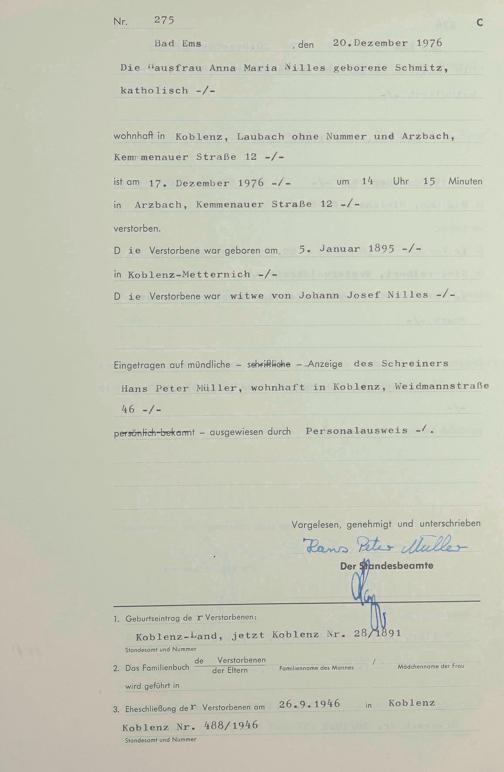 Nr. 275 C
Bad Ems , den 20.Dezember 1976
Die Hausfrau Anna Maria Nilles geborene Schmitz,
katholisch -/-
wohnhaft in Koblenz, Laubach ohne Nummer und Arzbach,
Kemmenauer Straße 12 -/-
ist am 17. Dezember 1976 -/- um 14 Uhr 15 Minuten
in Arzbach, Kemmenauer Straße 12 -/-
verstorben.
D ie Verstorbene war geboren am 5. Januar 1895 -/-
in Koblenz-Metternich -/-
D ie Verstorbene war witwe von Johann Josef Nilles -/-
Eingetragen auf mündliche – schriftliche – Anzeige des Schreiners
Hans Peter Müller, wohnhaft in Koblenz, Weidmannstraße
46 -/-
persönlich bekannt – ausgewiesen durch Personalausweis -/.
Vorgelesen, genehmigt und unterschrieben
Hans Peter Müller
Der Standesbeamte
1. Geburtseintrag de r Verstorbenen:
Koblenz-Land, jetzt Koblenz Nr. 28/1891
Standesamt und Nummer
2. Das Familienbuch de Verstorbenen / der Eltern Familienname des Mannes / Mädchenname der Frau
wird geführt in
3. Eheschließung der Verstorbenen am 26.9.1946 in Koblenz
Koblenz Nr. 488/1946
Standesamt und Nummer